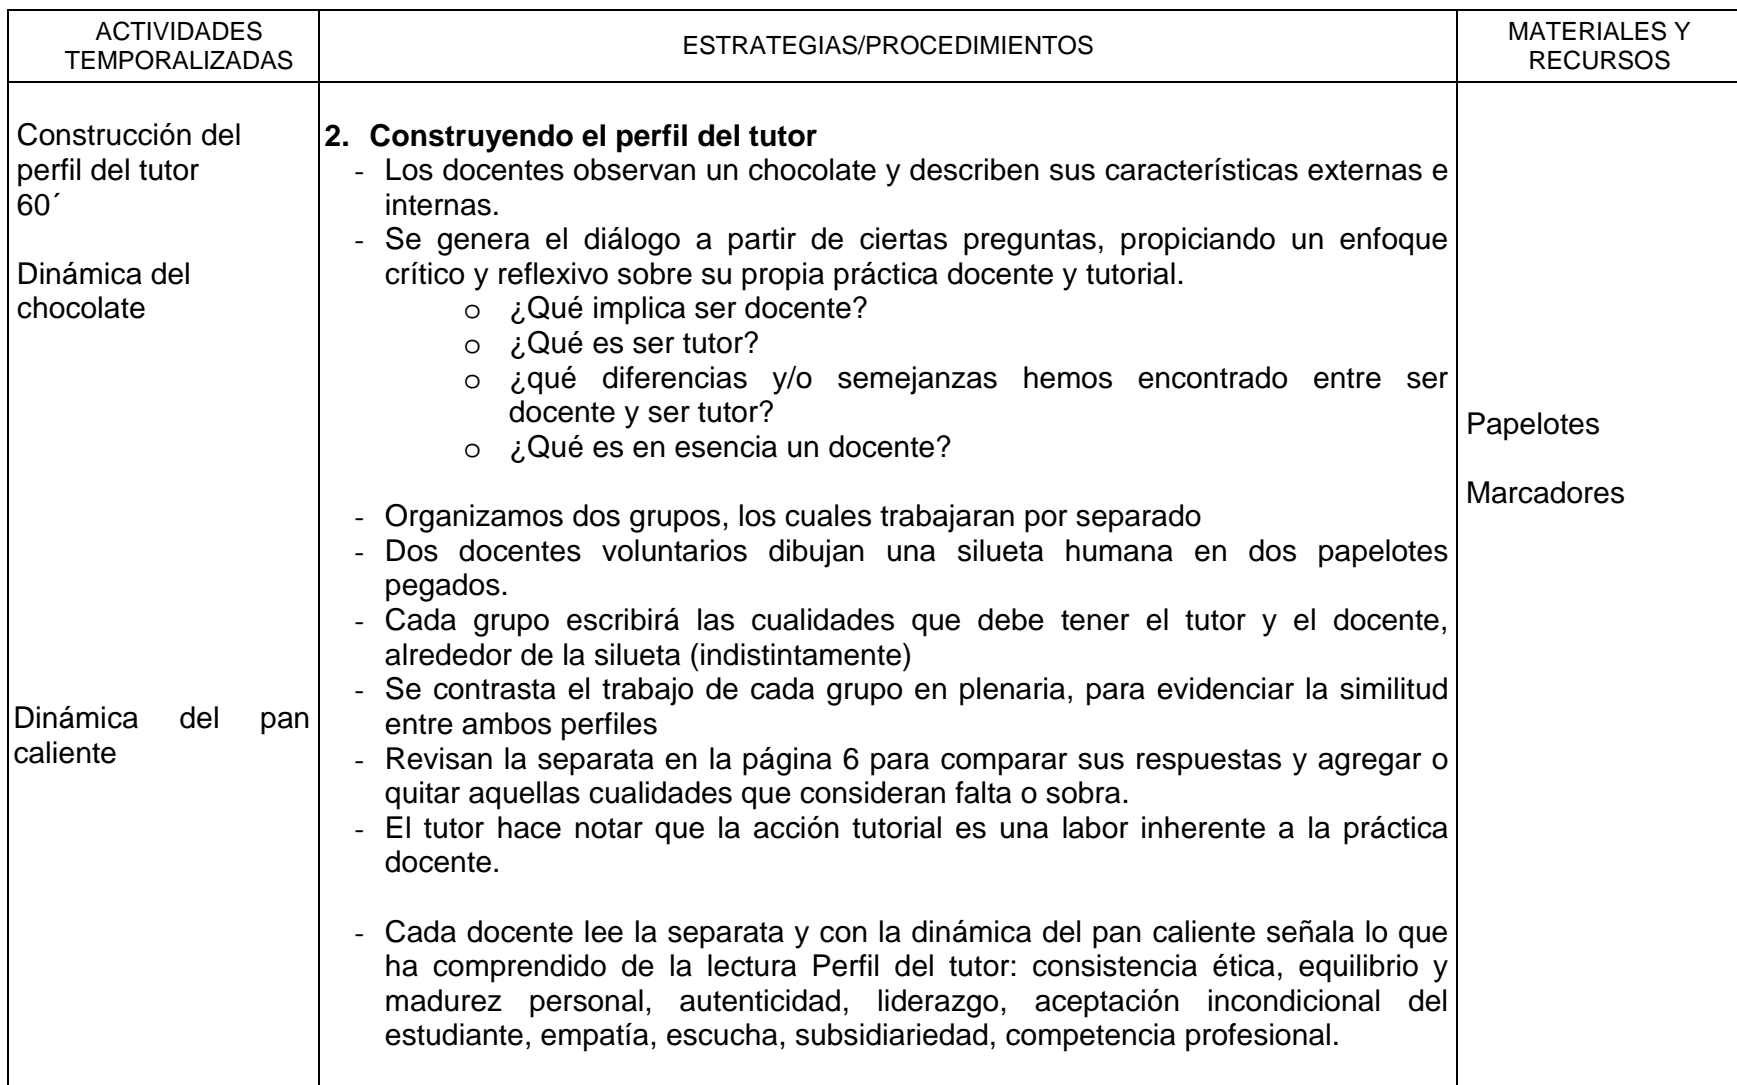 ACTIVIDADES
TEMPORALIZADAS
ESTRATEGIAS/PROCEDIMIENTOS
MATERIALES Y
RECURSOS
Construcción del
perfil del tutor
60´
Dinámica del
chocolate
Dinámica del pan
caliente
2. Construyendo el perfil del tutor
- Los docentes observan un chocolate y describen sus características externas e
internas.
- Se genera el diálogo a partir de ciertas preguntas, propiciando un enfoque
crítico y reflexivo sobre su propia práctica docente y tutorial.
o ¿Qué implica ser docente?
o ¿Qué es ser tutor?
o ¿qué diferencias y/o semejanzas hemos encontrado entre ser
docente y ser tutor?
o ¿Qué es en esencia un docente?
- Organizamos dos grupos, los cuales trabajaran por separado
- Dos docentes voluntarios dibujan una silueta humana en dos papelotes
pegados.
- Cada grupo escribirá las cualidades que debe tener el tutor y el docente,
alrededor de la silueta (indistintamente)
- Se contrasta el trabajo de cada grupo en plenaria, para evidenciar la similitud
entre ambos perfiles
- Revisan la separata en la página 6 para comparar sus respuestas y agregar o
quitar aquellas cualidades que consideran falta o sobra.
- El tutor hace notar que la acción tutorial es una labor inherente a la práctica
docente.
- Cada docente lee la separata y con la dinámica del pan caliente señala lo que
ha comprendido de la lectura Perfil del tutor: consistencia ética, equilibrio y
madurez personal, autenticidad, liderazgo, aceptación incondicional del
estudiante, empatía, escucha, subsidiariedad, competencia profesional.
Papelotes
Marcadores